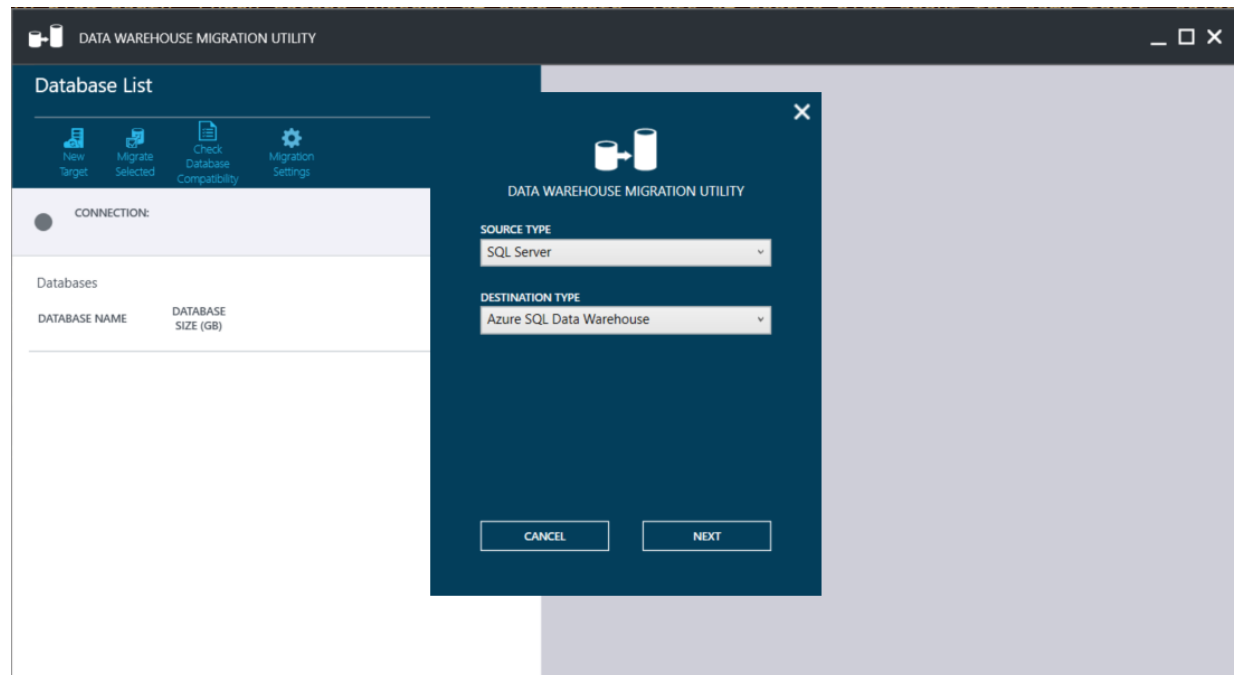 DATA WAREHOUSE MIGRATION UTILITY
Database List
New
Target
Migrate
Selected
Check
Database
Compatibility
Migration
Settings
CONNECTION:
Databases
DATABASE NAME
DATABASE
SIZE (GB)
DATA WAREHOUSE MIGRATION UTILITY
SOURCE TYPE
SQL Server
DESTINATION TYPE
Azure SQL Data Warehouse
CANCEL
NEXT